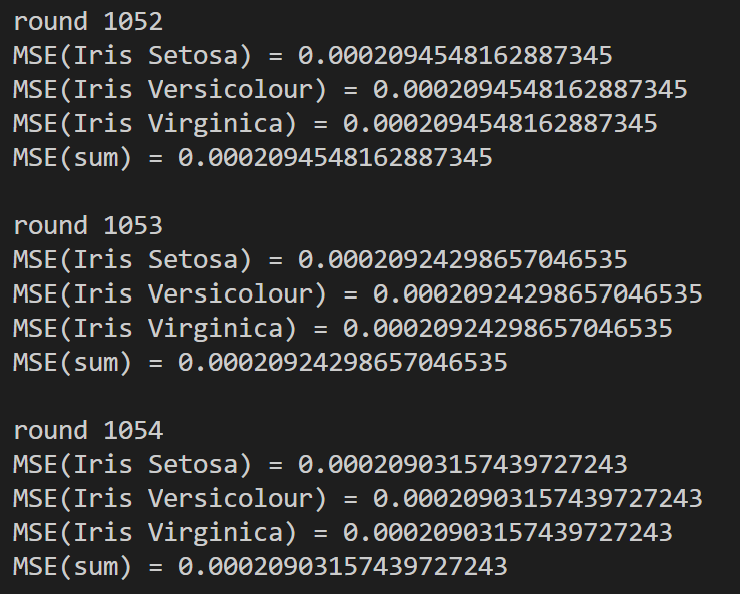 round 1052
MSE(Iris Setosa) = 0.0002094548162887345
MSE(Iris Versicolour) = 0.0002094548162887345
MSE(Iris Virginica) = 0.0002094548162887345
MSE(sum) = 0.0002094548162887345
round 1053
MSE(Iris Setosa) = 0.00020924298657046535
MSE(Iris Versicolour) = 0.00020924298657046535
MSE(Iris Virginica) = 0.00020924298657046535
MSE(sum) = 0.00020924298657046535
round 1054
MSE(Iris Setosa) = 0.00020903157439727243
MSE(Iris Versicolour) = 0.00020903157439727243
MSE(Iris Virginica) = 0.00020903157439727243
MSE(sum) = 0.00020903157439727243